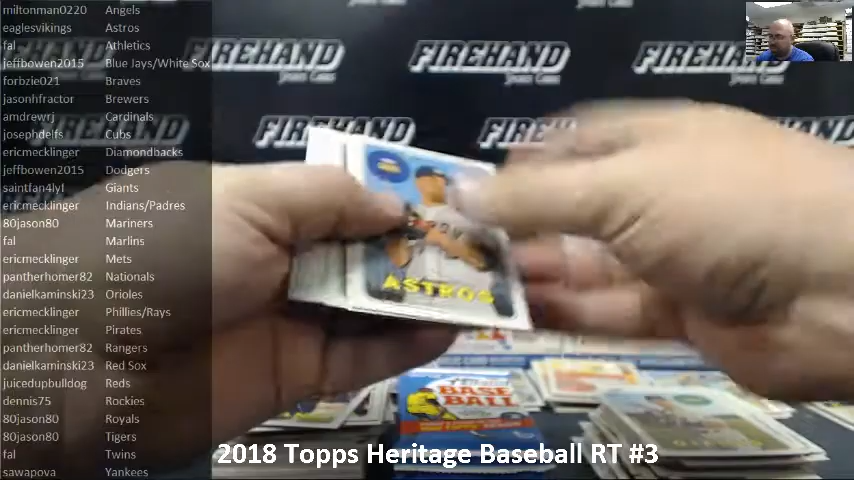 miltonman0220 Angels
eaglesvikings Astros
fal Athletics
jeffbowen2015 Blue Jays/White Sox
forbzie021 Braves
jasonhfractor Brewers
amdrewrj Cardinals
josephdelfs Cubs
ericmecklinger Diamondbacks
jeffbowen2015 Dodgers
saintfan4lyf Giants
ericmecklinger Indians/Padres
80jason80 Mariners
fal Marlins
ericmecklinger Mets
pantherhomer82 Nationals
danielkaminski23 Orioles
ericmecklinger Phillies/Rays
ericmecklinger Pirates
pantherhomer82 Rangers
danielkaminski23 Red Sox
juicedupbulldog Reds
dennis75 Rockies
80jason80 Royals
80jason80 Tigers
fal Twins
sawapova Yankees
FIREHAND
FIREHAND
FIREHAND
FIREHAND
FIREHAND
FIREHAND
ASTROS
BASE
BALL
2018 Topps Heritage Baseball RT #3